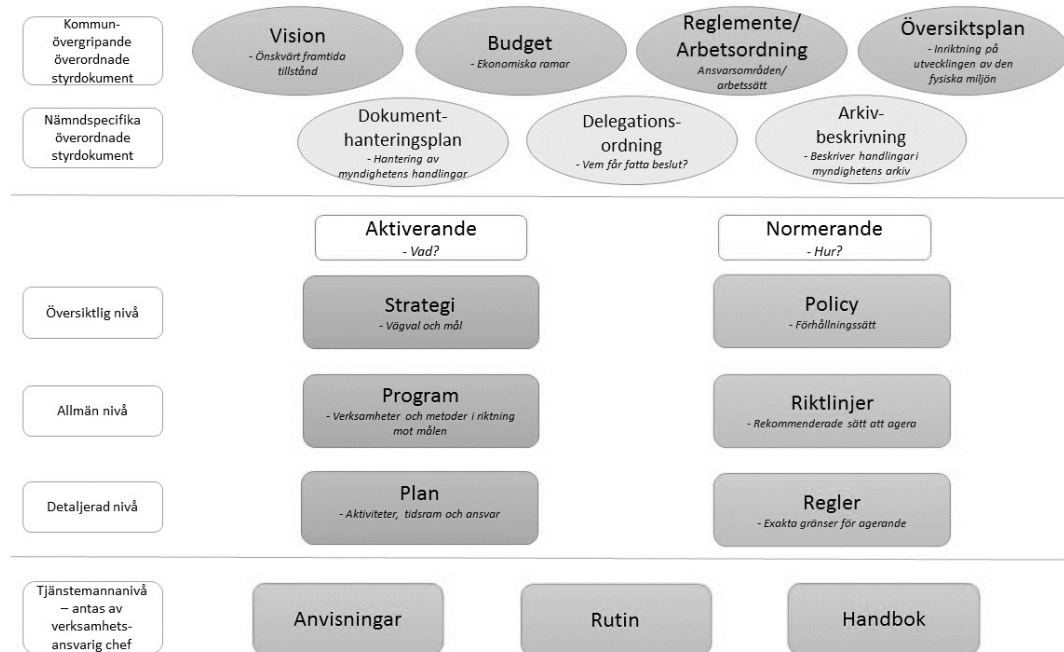 Kommun-
övergripande
överordnade
styrdokument
Vision
- Önskvärt framtida
tillstånd
Budget
- Ekonomiska ramar
Reglemente/
Arbetsordning
Ansvarsområden/
arbetssätt
Översiktsplan
- Inriktning på
utvecklingen av den
fysiska miljön
Nämndspecifika
överordnade
styrdokument
Dokument-
hanteringsplan
- Hantering av
myndighetens handlingar
Delegations-
ordning
- Vem får fatta beslut?
Arkiv-
beskrivning
- Beskriver handlingar i
myndighetens arkiv
Aktiverande
- Vad?
Normerande
- Hur?
Översiktlig nivå
Strategi
- Vägval och mål
Policy
- Förhållningssätt
Allmän nivå
Program
- Verksamheter och metoder i riktning
mot målen
Riktlinjer
- Rekommenderade sätt att agera
Detaljerad nivå
Plan
- Aktiviteter, tidsram och ansvar
Regler
- Exakta gränser för agerande
Tjänstemannanivå
– antas av
verksamhets-
ansvarig chef
Anvisningar
Rutin
Handbok